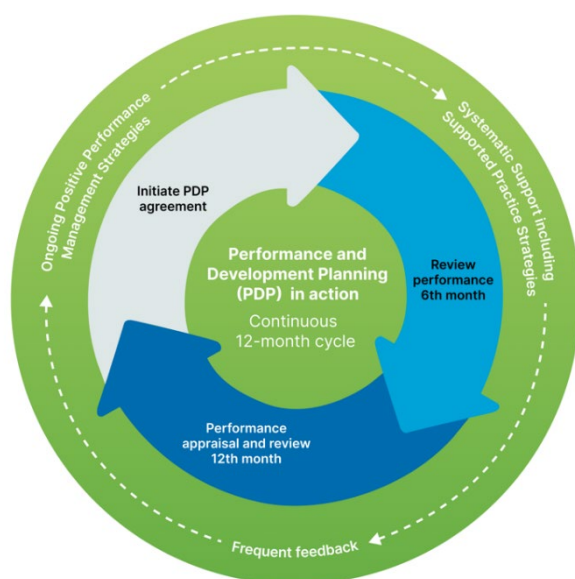 Ongoing Positive Performance
Management Strategies
Systematic Support including
Supported Practice Strategies
Initiate PDP
agreement
Performance and
Development Planning
(PDP) in action
Continuous
12-month cycle
Review
performance
6th month
Performance
appraisal and review
12th month
Frequent feedback